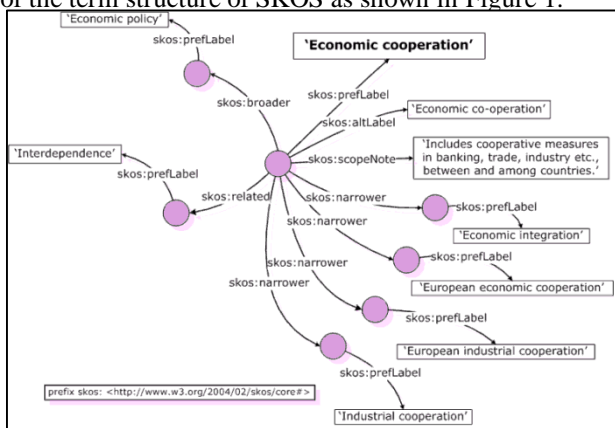 of the term structure of SKOS as shown in Figure 1.
'Economic policy'
skos:prefLabel
skos:broader
'Economic cooperation'
skos:prefLabel
'Economic co-operation'
skos:altLabel
'Interdependence'
skos:prefLabel
skos:related
skos:scopeNote
'Includes cooperative measures
in banking, trade, industry etc.,
between and among countries.'
skos:narrower
skos:prefLabel
'Economic integration'
skos:narrower
skos:prefLabel
'European economic cooperation'
skos:narrower
skos:prefLabel
'European industrial cooperation'
skos:narrower
skos:prefLabel
'Industrial cooperation'
prefix skos: <http://www.w3.org/2004/02/skos/core#>